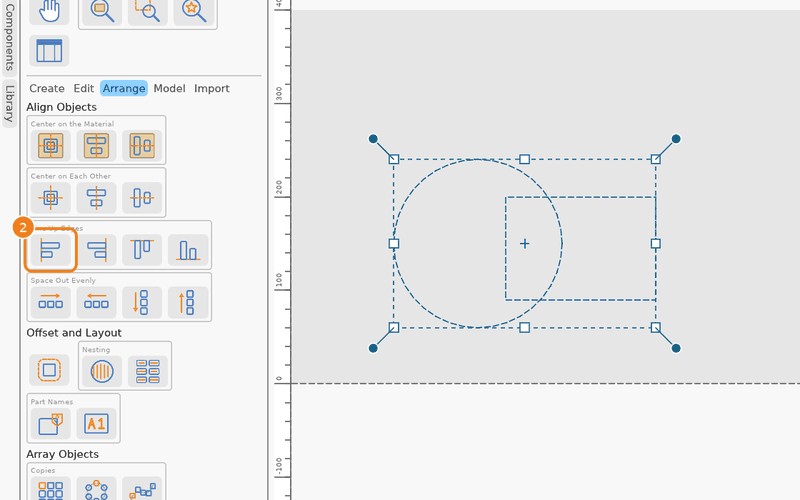 Components
Library
Create Edit Arrange Model Import
Align Objects
Center on the Material
Center on Each Other
2
Edges
Space Out Evenly
Offset and Layout
Nesting
Part Names
A1
Array Objects
Copies
300
200
100
0
-100